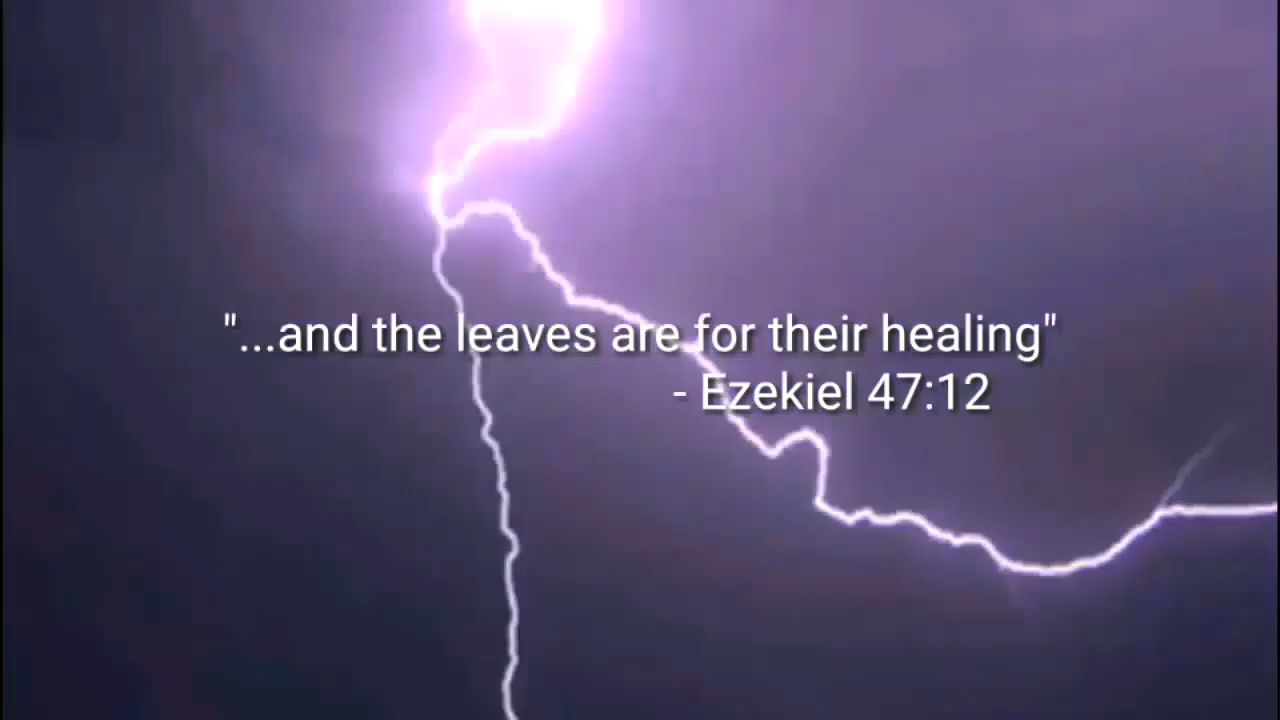 "...and the leaves are for their healing"
- Ezekiel 47:12